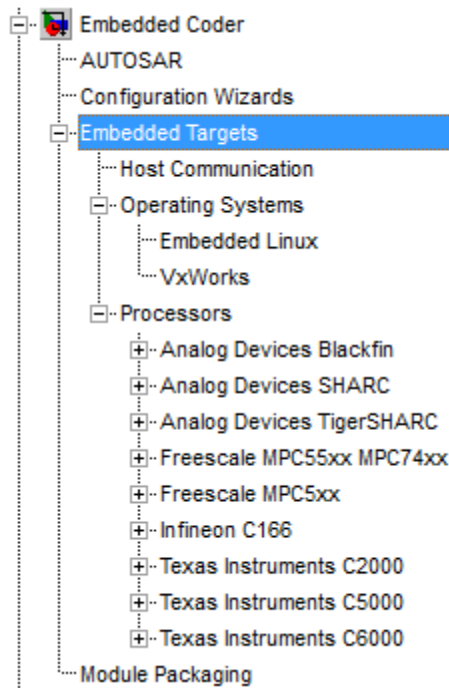 Embedded Coder
AUTOSAR
Configuration Wizards
Embedded Targets
Host Communication
Operating Systems
Embedded Linux
VxWorks
Processors
Analog Devices Blackfin
Analog Devices SHARC
Analog Devices TigerSHARC
Freescale MPC55xx MPC74xx
Freescale MPC5xx
Infineon C166
Texas Instruments C2000
Texas Instruments C5000
Texas Instruments C6000
Module Packaging